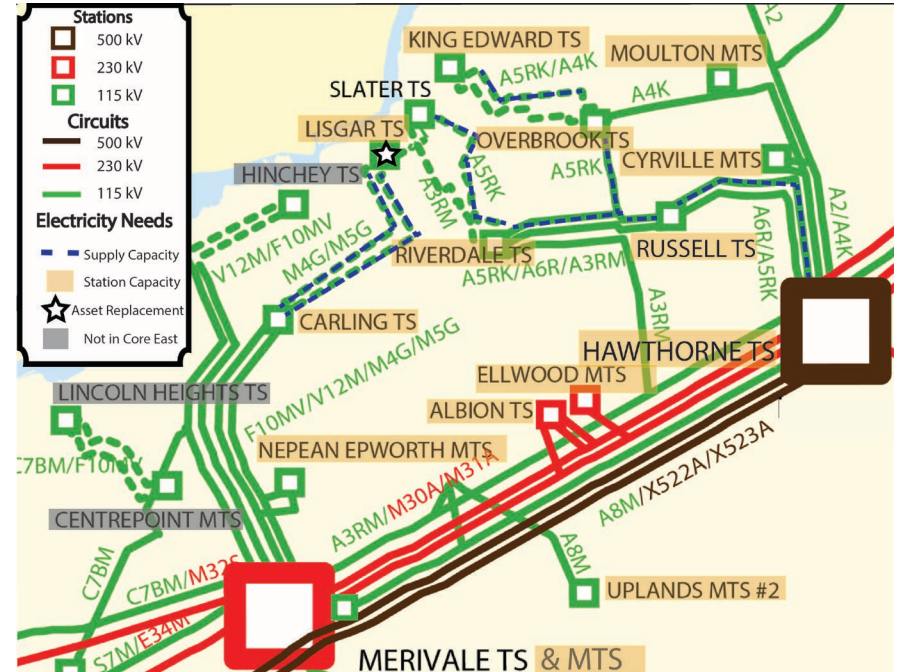 Stations
500 kV
230 kV
115 kV
Circuits
500 kV
230 kV
115 kV
Electricity Needs
Supply Capacity
Station Capacity
Asset Replacement
Not in Core East
KING EDWARD TS
A2
MOULTON MTS
A5RK/A4K
A4K
SLATER TS
LISGAR TS
OVERBROOK TS
CYRVILLE MTS
A5RK
A5RK
HINCHEY TS
A3RM
A2/A4K
A6R/A5RK
V12M/F10MV
M4G/M5G
RIVERDALE TS
RUSSELL TS
A5RK/A6R/A3RM
A3RM
CARLING TS
F10MV/V12M/M4G/M5G
HAWTHORNE TS
ELLWOOD MTS
ALBION TS
LINCOLN HEIGHTS TS
NEPEAN EPWORTH MTS
C7BM/F10MV
CENTREPOINT MTS
A3RM/M30A/M31A
A8M/X522A/X523A
C7BM
C7BM/M32S
A8M
UPLANDS MTS #2
S7M/E34M
MERIVALE TS & MTS